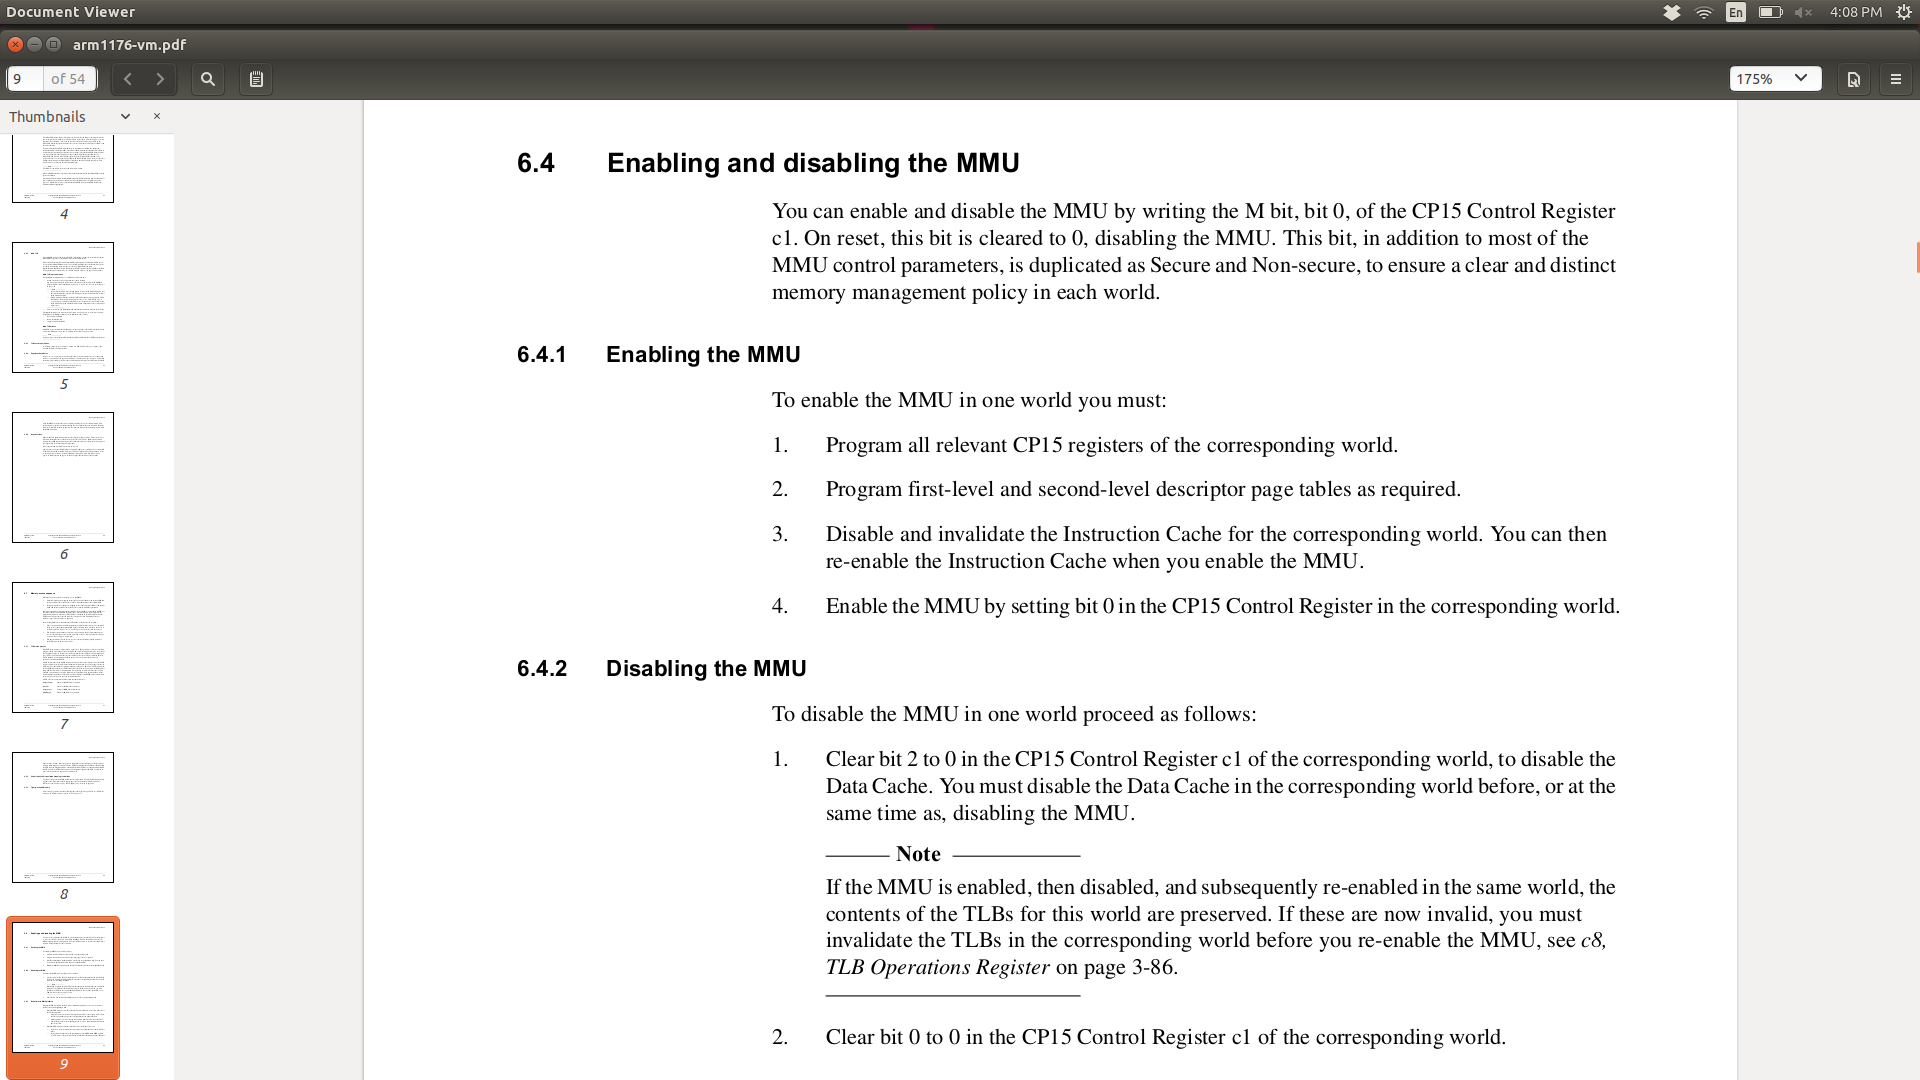 Document Viewer
En
4:08 PM
arm1176-vm.pdf
9 of 54
175%
Thumbnails
4
5
6
7
8
9
6.4 Enabling and disabling the MMU
You can enable and disable the MMU by writing the M bit, bit 0, of the CP15 Control Register
c1. On reset, this bit is cleared to 0, disabling the MMU. This bit, in addition to most of the
MMU control parameters, is duplicated as Secure and Non-secure, to ensure a clear and distinct
memory management policy in each world.
6.4.1 Enabling the MMU
To enable the MMU in one world you must:
1. Program all relevant CP15 registers of the corresponding world.
2. Program first-level and second-level descriptor page tables as required.
3. Disable and invalidate the Instruction Cache for the corresponding world. You can then
re-enable the Instruction Cache when you enable the MMU.
4. Enable the MMU by setting bit 0 in the CP15 Control Register in the corresponding world.
6.4.2 Disabling the MMU
To disable the MMU in one world proceed as follows:
1. Clear bit 2 to 0 in the CP15 Control Register c1 of the corresponding world, to disable the
Data Cache. You must disable the Data Cache in the corresponding world before, or at the
same time as, disabling the MMU.
Note
If the MMU is enabled, then disabled, and subsequently re-enabled in the same world, the
contents of the TLBs for this world are preserved. If these are now invalid, you must
invalidate the TLBs in the corresponding world before you re-enable the MMU, see c8,
TLB Operations Register on page 3-86.
2. Clear bit 0 to 0 in the CP15 Control Register c1 of the corresponding world.